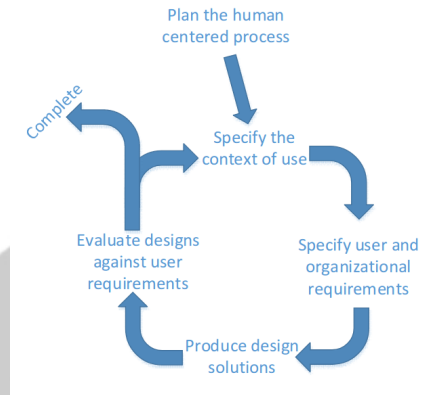 Plan the human
centered process
Complete
Specify the
context of use
Evaluate designs
against user
requirements
Specify user and
organizational
requirements
Produce design
solutions